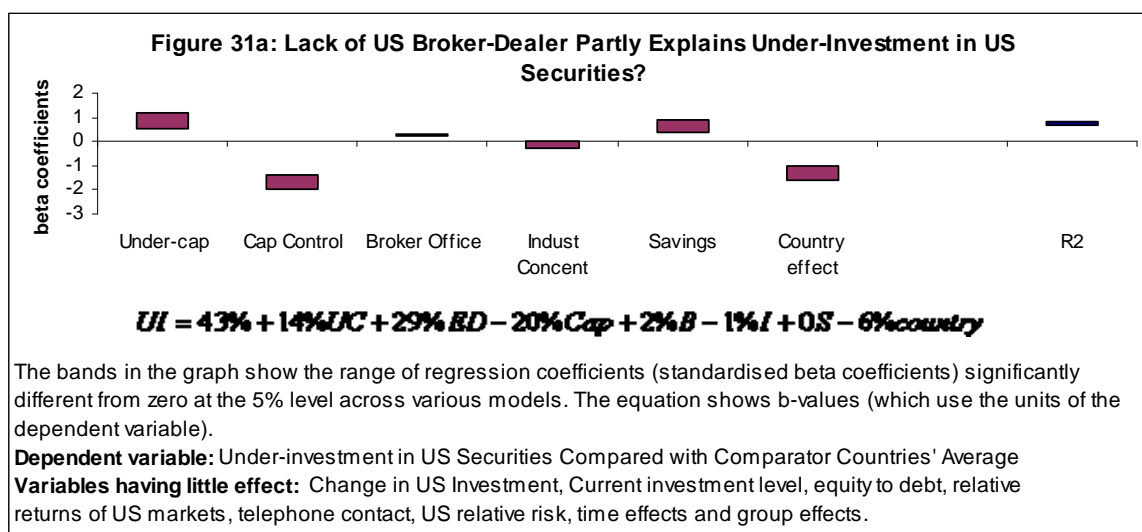 Figure 31a: Lack of US Broker-Dealer Partly Explains Under-Investment in US
Securities?
beta coefficients
2
1
0
-1
-2
-3
Under-cap Cap Control Broker Office Indust Concent Savings Country effect R2
UI = 43% + 14%UC + 29%ED - 20%Cap + 2%B - 1%I + 0S - 6%country
The bands in the graph show the range of regression coefficients (standardised beta coefficients) significantly
different from zero at the 5% level across various models. The equation shows b-values (which use the units of the
dependent variable).
Dependent variable: Under-investment in US Securities Compared with Comparator Countries' Average
Variables having little effect: Change in US Investment, Current investment level, equity to debt, relative
returns of US markets, telephone contact, US relative risk, time effects and group effects.